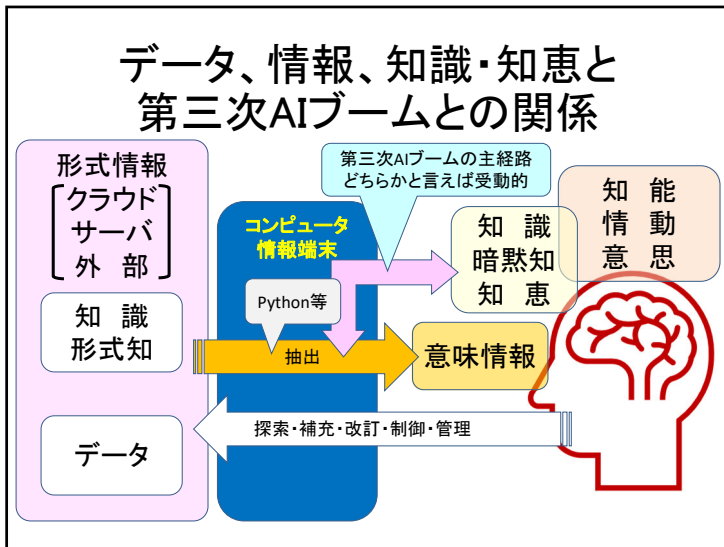 データ、情報、知識・知恵と
第三次AIブームとの関係
形式情報
クラウド
サーバ
外 部
知 識
形式知
データ
コンピュータ
情報端末
第三次AIブームの主経路
どちらかと言えば受動的
Python等
抽出
知 識
暗黙知
知 恵
知 能
情 動
意 思
意味情報
探索・補充・改訂・制御・管理